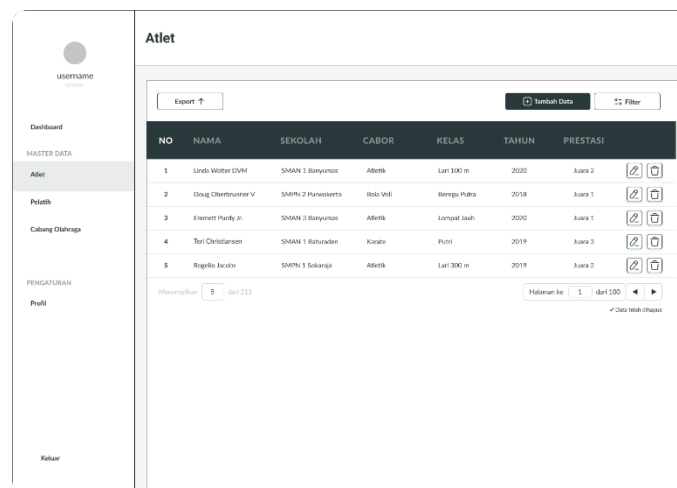 Atlet
username
Export ↑
Tambah Data
Filter
Dashboard
MASTER DATA
Atlet
Pelatih
Cabang Olahraga
PENGATURAN
Profil
Keluar
NO NAMA SEKOLAH CABOR KELAS TAHUN PRESTASI
1 Linda Walter DVM SMAN 1 Banyumas Atletik Lari 100 m 2020 Juara 2
2 Doug Oberbrunner V SMPN 2 Purwokerto Bola Voli Beregu Putra 2018 Juara 1
3 Emmett Purdy Jr. SMAN 3 Banyumas Atletik Lompat Jauh 2020 Juara 1
4 Teri Christiansen SMAN 1 Baturaden Karate Putri 2019 Juara 3
5 Rogelio Jacobs SMPN 1 Sokaraja Atletik Lari 300 m 2019 Juara 2
Menampilkan 5 dari 213
Halaman ke 1 dari 100
✓ Data telah dihapus